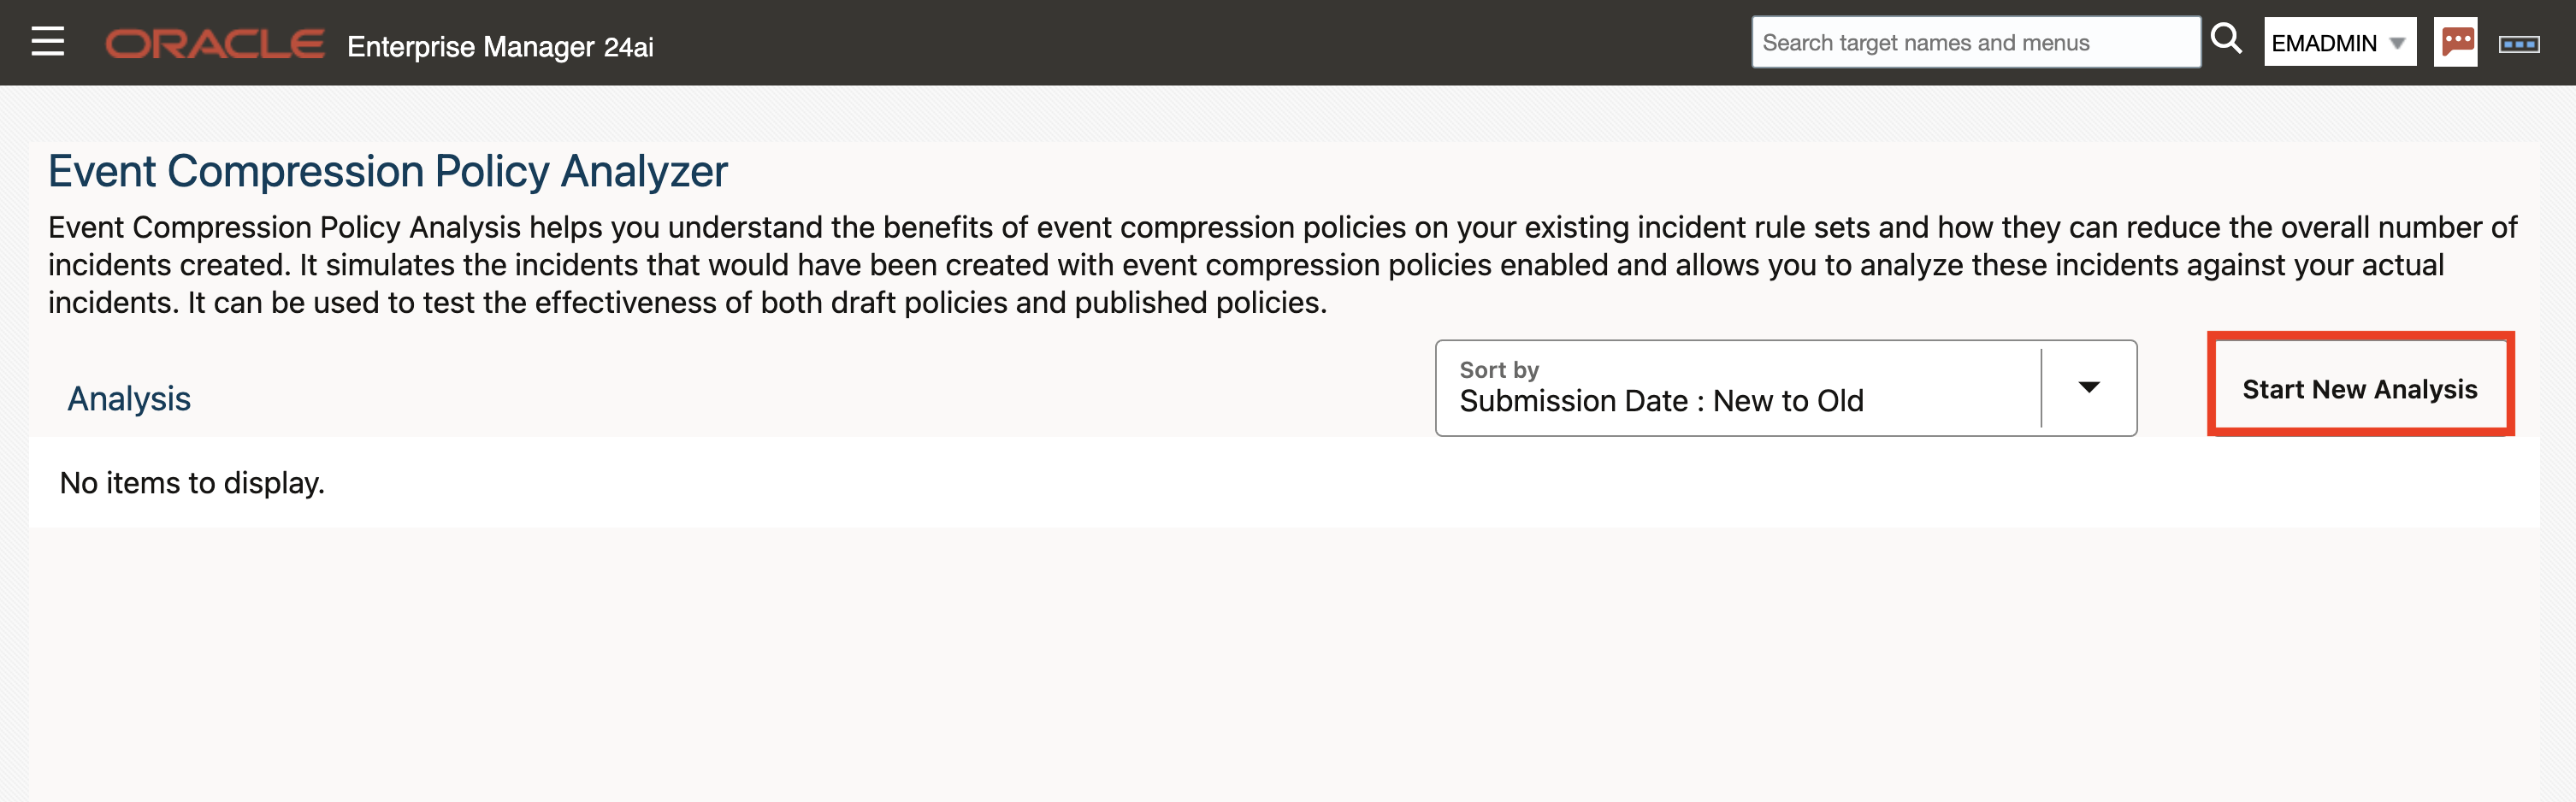 ORACLE Enterprise Manager 24ai
Search target names and menus
EMADMIN
Event Compression Policy Analyzer
Event Compression Policy Analysis helps you understand the benefits of event compression policies on your existing incident rule sets and how they can reduce the overall number of
incidents created. It simulates the incidents that would have been created with event compression policies enabled and allows you to analyze these incidents against your actual
incidents. It can be used to test the effectiveness of both draft policies and published policies.
Analysis
Sort by
Submission Date : New to Old
Start New Analysis
No items to display.